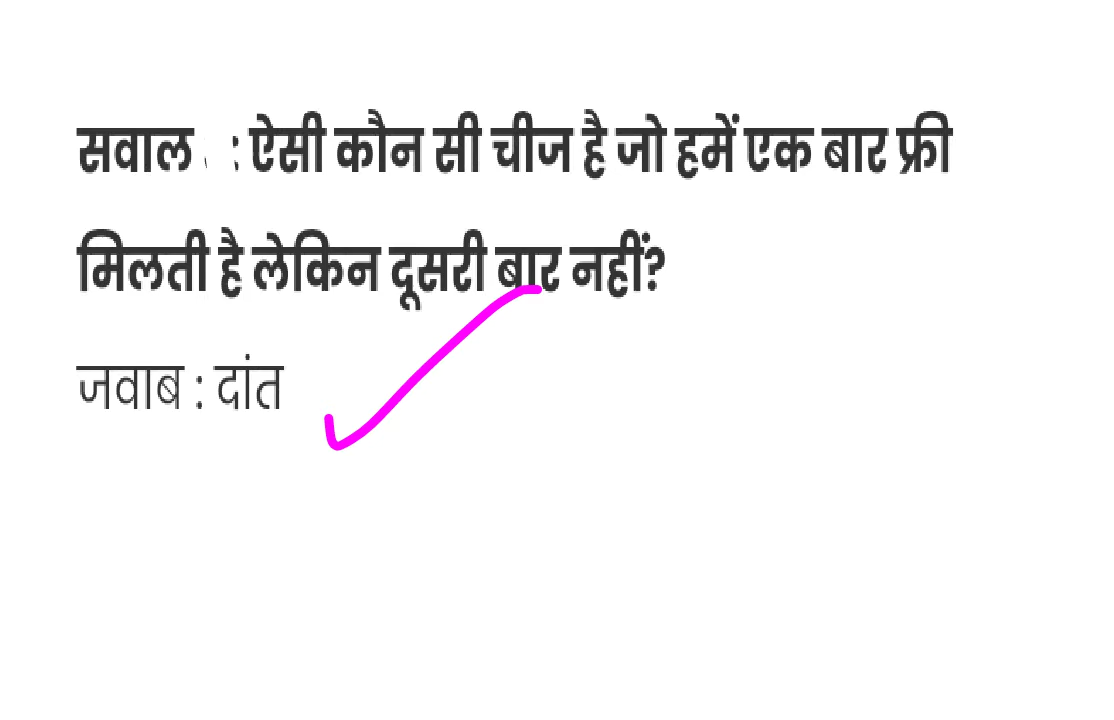 सवाल : ऐसी कौन सी चीज है जो हमें एक बार फ्री
मिलती है लेकिन दूसरी बार नहीं?
जवाब : दांत